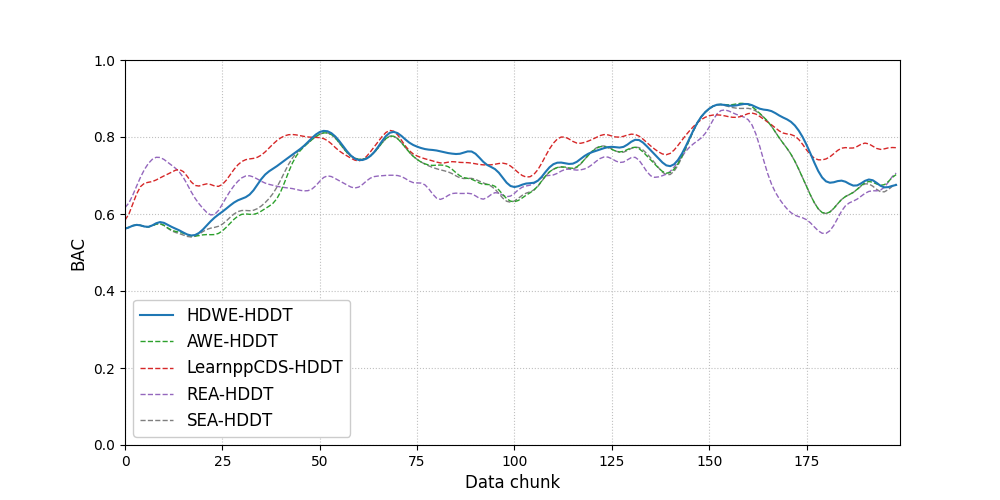 1.0
0.8
0.6
0.4
0.2
0.0
BAC
HDWE-HDDT
AWE-HDDT
LearnppCDS-HDDT
REA-HDDT
SEA-HDDT
0 25 50 75 100 125 150 175
Data chunk